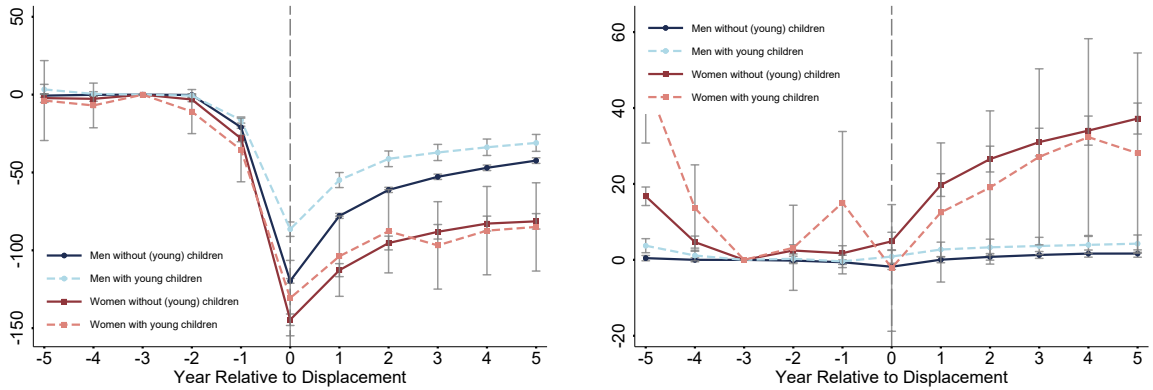 50
0
-50
-100
-150
Men without (young) children
Men with young children
Women without (young) children
Women with young children
-5 -4 -3 -2 -1 0 1 2 3 4 5
Year Relative to Displacement
60
40
20
0
-20
Men without (young) children
Men with young children
Women without (young) children
Women with young children
-5 -4 -3 -2 -1 0 1 2 3 4 5
Year Relative to Displacement